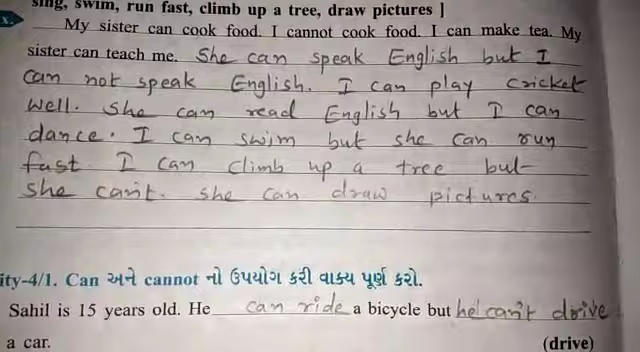 sing, swim, run fast, climb up a tree, draw pictures ]
x. My sister can cook food. I cannot cook food. I can make tea. My
sister can teach me. She can speak English but I
can not speak English. I can play cricket
well. She can read English but I can
dance. I can swim but she can run
fast. I can climb up a tree but
she can't. she can draw pictures.
ity-4/1. Can અને cannot નો ઉપયોગ કરી વાક્ય પૂર્ણ કરો.
Sahil is 15 years old. He can ride a bicycle but he can't drive
a car. (drive)